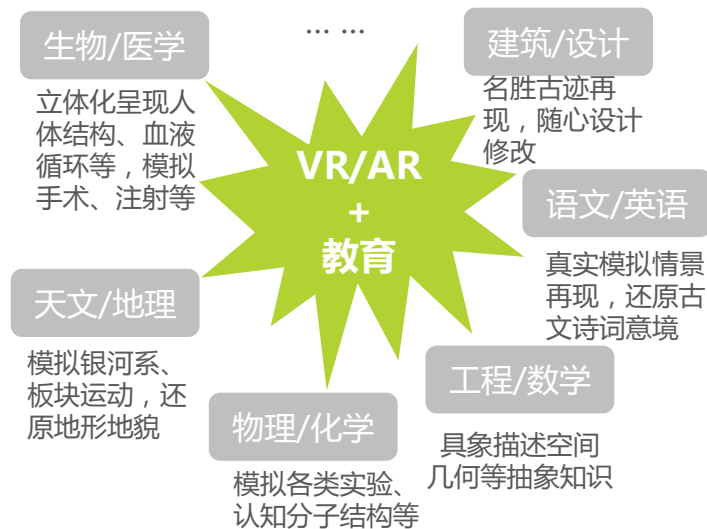 ... ...
生物/医学
立体化呈现人
体结构、血液
循环等，模拟
手术、注射等
建筑/设计
名胜古迹再
现，随心设计
修改
VR/AR
+
教育
语文/英语
真实模拟情景
再现，还原古
文诗词意境
天文/地理
模拟银河系、
板块运动，还
原地形地貌
工程/数学
具象描述空间
几何等抽象知识
物理/化学
模拟各类实验、
认知分子结构等